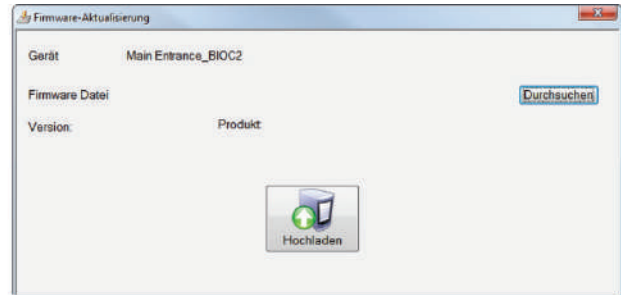 Firmware-Aktualisierung
Gerät Main Entrance_BIOC2
Firmware Datei Durchsuchen
Version: Produkt:
Hochladen